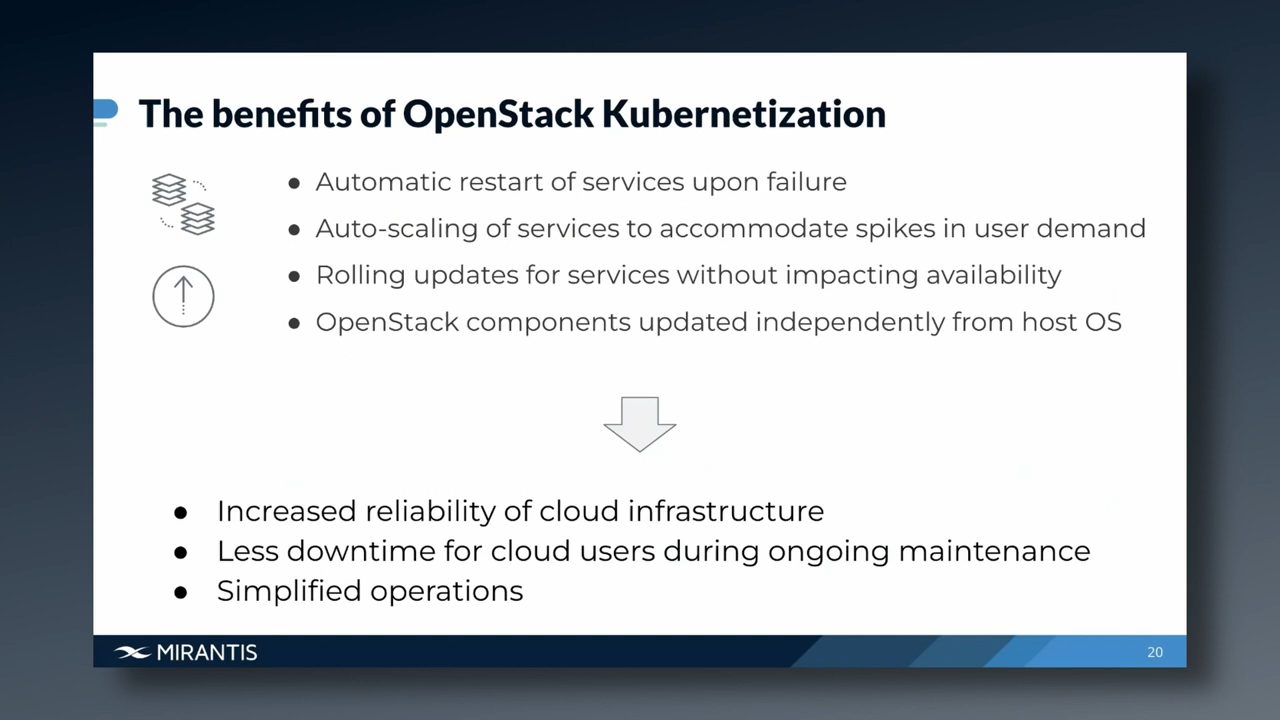 The benefits of OpenStack Kubernetization
● Automatic restart of services upon failure
● Auto-scaling of services to accommodate spikes in user demand
● Rolling updates for services without impacting availability
● OpenStack components updated independently from host OS
● Increased reliability of cloud infrastructure
● Less downtime for cloud users during ongoing maintenance
● Simplified operations
MIRANTIS
20